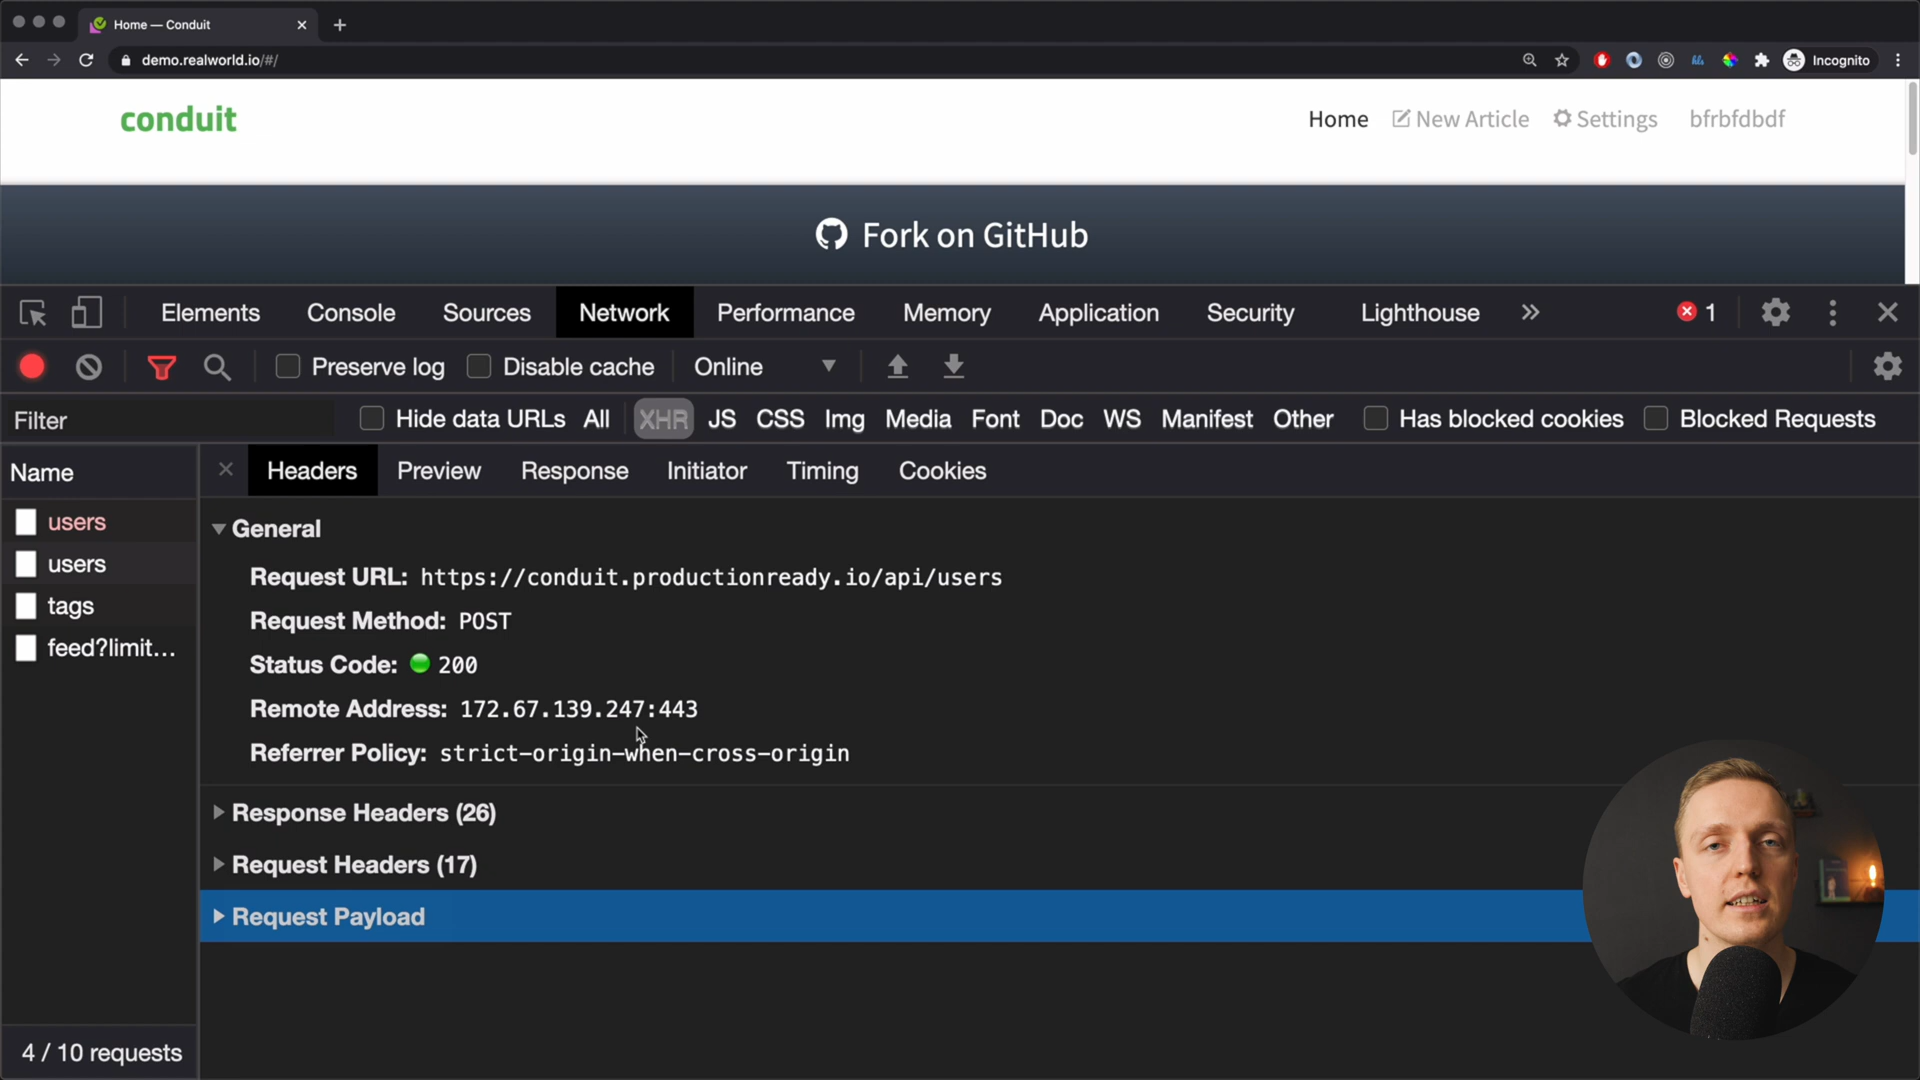 Home — Conduit
demo.realworld.io/#/
Incognito
conduit
Home New Article Settings bfrbfdbdf
Fork on GitHub
Elements Console Sources Network Performance Memory Application Security Lighthouse » 1
Preserve log Disable cache Online
Filter Hide data URLs All XHR JS CSS Img Media Font Doc WS Manifest Other Has blocked cookies Blocked Requests
Name
Headers Preview Response Initiator Timing Cookies
users
users
tags
feed?limit...
General
Request URL: https://conduit.productionready.io/api/users
Request Method: POST
Status Code: 200
Remote Address: 172.67.139.247:443
Referrer Policy: strict-origin-when-cross-origin
Response Headers (26)
Request Headers (17)
Request Payload
4 / 10 requests